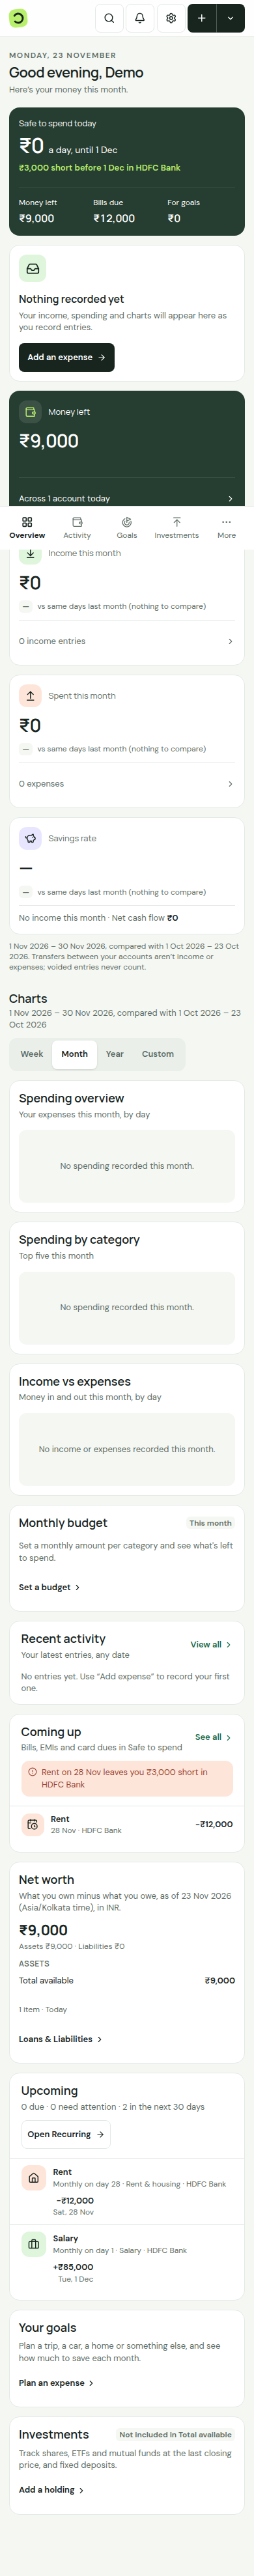 MONDAY, 23 NOVEMBER
Good evening, Demo
Here's your money this month.
Safe to spend today
₹0 a day, until 1 Dec
₹3,000 short before 1 Dec in HDFC Bank
Money left
₹9,000
Bills due
₹12,000
For goals
₹0
Nothing recorded yet
Your income, spending and charts will appear here as
you record entries.
Add an expense
Money left
₹9,000
Across 1 account today
Overview
Activity
Goals
Investments
More
Income this month
₹0
— vs same days last month (nothing to compare)
0 income entries
Spent this month
₹0
— vs same days last month (nothing to compare)
0 expenses
Savings rate
—
— vs same days last month (nothing to compare)
No income this month · Net cash flow ₹0
1 Nov 2026 – 30 Nov 2026, compared with 1 Oct 2026 – 23 Oct
2026. Transfers between your accounts aren't income or
expenses; voided entries never count.
Charts
1 Nov 2026 – 30 Nov 2026, compared with 1 Oct 2026 – 23
Oct 2026
Week
Month
Year
Custom
Spending overview
Your expenses this month, by day
No spending recorded this month.
Spending by category
Top five this month
No spending recorded this month.
Income vs expenses
Money in and out this month, by day
No income or expenses recorded this month.
Monthly budget
This month
Set a monthly amount per category and see what's left
to spend.
Set a budget
Recent activity
View all
Your latest entries, any date
No entries yet. Use “Add expense” to record your first
one.
Coming up
See all
Bills, EMIs and card dues in Safe to spend
Rent on 28 Nov leaves you ₹3,000 short in
HDFC Bank
Rent
28 Nov · HDFC Bank
-₹12,000
Net worth
What you own minus what you owe, as of 23 Nov 2026
(Asia/Kolkata time), in INR.
₹9,000
Assets ₹9,000 · Liabilities ₹0
ASSETS
Total available
₹9,000
1 item · Today
Loans & Liabilities
Upcoming
0 due · 0 need attention · 2 in the next 30 days
Open Recurring
Rent
Monthly on day 28 · Rent & housing · HDFC Bank
-₹12,000
Sat, 28 Nov
Salary
Monthly on day 1 · Salary · HDFC Bank
+₹85,000
Tue, 1 Dec
Your goals
Plan a trip, a car, a home or something else, and see
how much to save each month.
Plan an expense
Investments
Not included in Total available
Track shares, ETFs and mutual funds at the last closing
price, and fixed deposits.
Add a holding